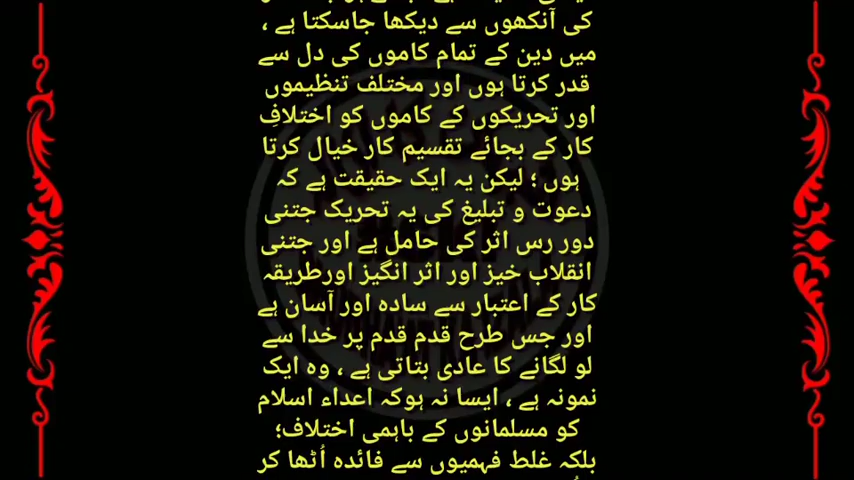 کی آنکھوں سے دیکھا جاسکتا ہے ،
میں دین کے تمام کاموں کی دل سے
قدر کرتا ہوں اور مختلف تنظیموں
اور تحریکوں کے کاموں کو اختلافِ
کار کے بجائے تقسیم کار خیال کرتا
ہوں ؛ لیکن یہ ایک حقیقت ہے کہ
دعوت و تبلیغ کی یہ تحریک جتنی
دور رس اثر کی حامل ہے اور جتنی
انقلاب خیز اور اثر انگیز اورطریقہ
کار کے اعتبار سے سادہ اور آسان ہے
اور جس طرح قدم قدم پر خدا سے
لو لگانے کا عادی بتاتی ہے ، وہ ایک
نمونہ ہے ، ایسا نہ ہوکہ اعداء اسلام
کو مسلمانوں کے باہمی اختلاف؛
بلکہ غلط فہمیوں سے فائدہ اُٹھا کر